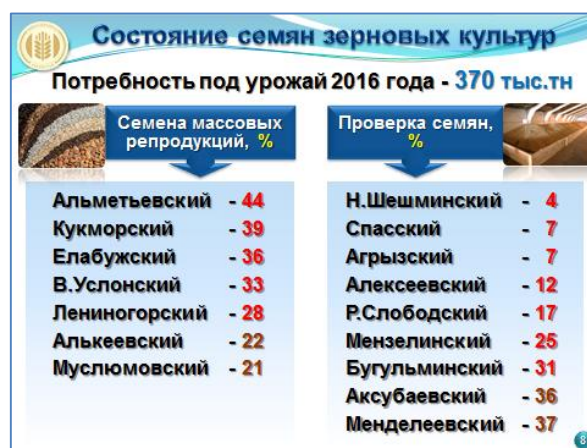 Состояние семян зерновых культур
Потребность под урожай 2016 года - 370 тыс.тн
Семена массовых
репродукций, %
Альметьевский - 44
Кукморский - 39
Елабужский - 36
В.Услонский - 33
Лениногорский - 28
Алькеевский - 22
Муслюмовский - 21
Проверка семян,
%
Н.Шешминский - 4
Спасский - 7
Агрызский - 7
Алексеевский - 12
Р.Слободский - 17
Мензелинский - 25
Бугульминский - 31
Аксубаевский - 36
Менделеевский - 37
8